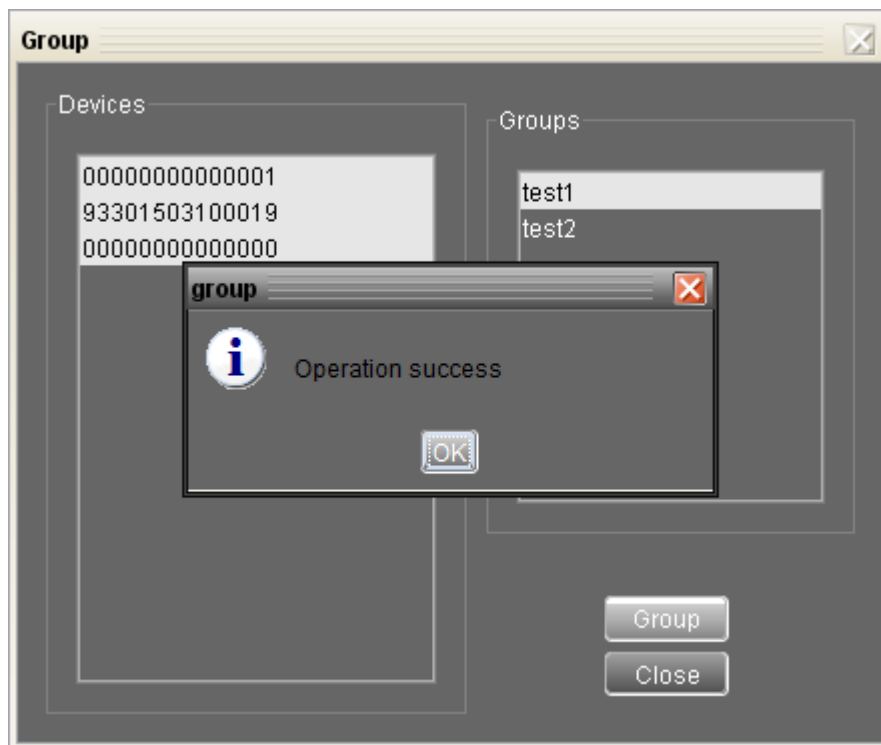 Group
Devices
00000000000001
93301503100019
00000000000000
Groups
test1
test2
group
Operation success
OK
Group
Close